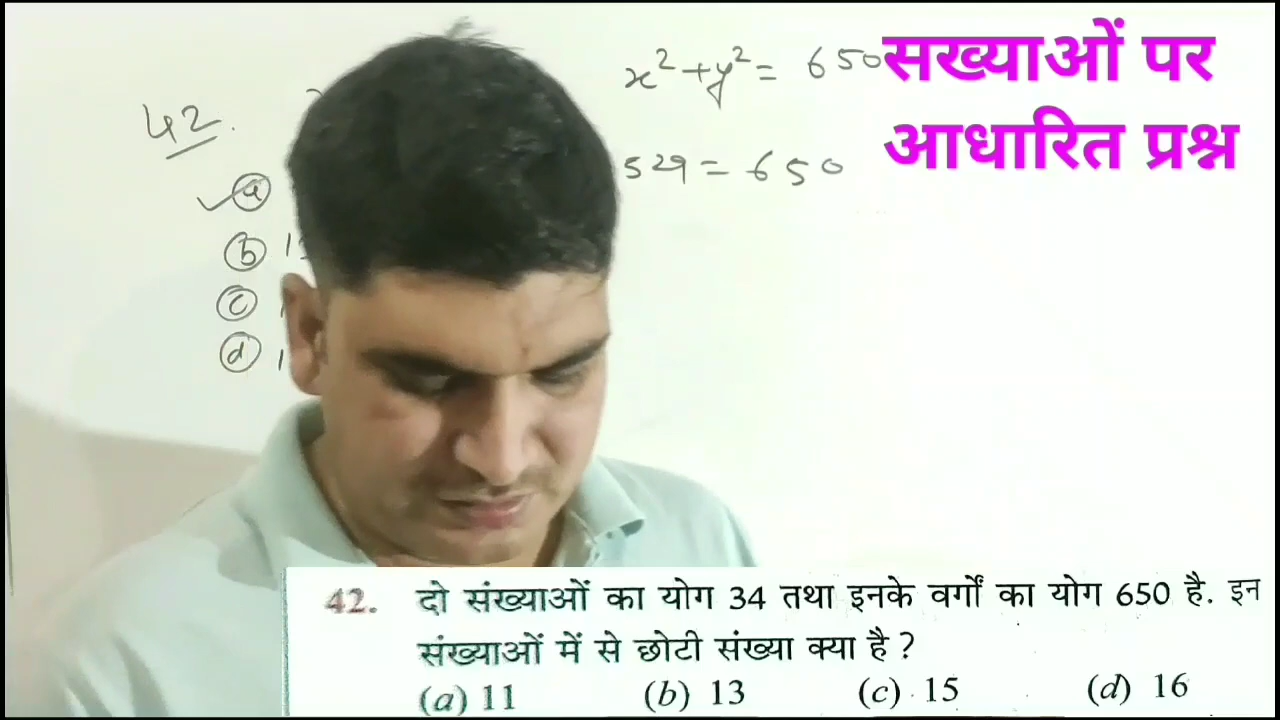 सख्याओं पर
आधारित प्रश्न
x²+y²= 650
42.
529 = 650
(a)
(b)
(c)
(d)
42. दो संख्याओं का योग 34 तथा इनके वर्गों का योग 650 है. इन
संख्याओं में से छोटी संख्या क्या है ?
(a) 11 (b) 13 (c) 15 (d) 16